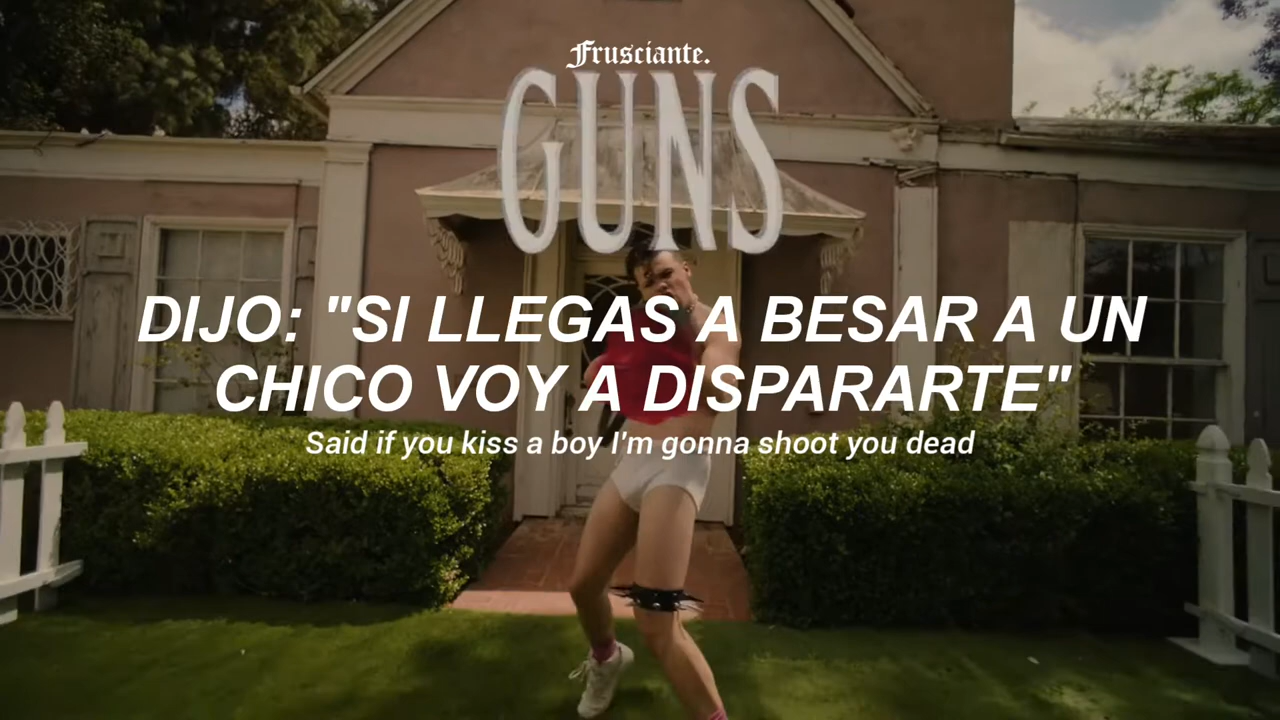 Frusciante.
GUNS
DIJO: "SI LLEGAS A BESAR A UN
CHICO VOY A DISPARARTE"
Said if you kiss a boy I'm gonna shoot you dead